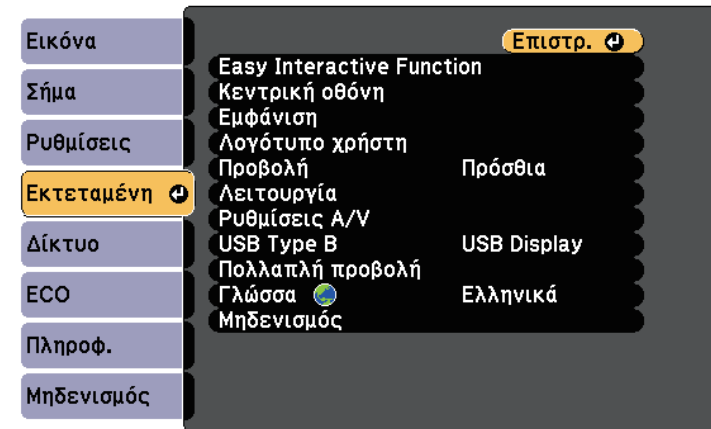 Εικόνα
Σήμα
Ρυθμίσεις
Εκτεταμένη
Δίκτυο
ECO
Πληροφ.
Μηδενισμός
Επιστρ.
Easy Interactive Function
Κεντρική οθόνη
Εμφάνιση
Λογότυπο χρήστη
Προβολή Πρόσθια
Λειτουργία
Ρυθμίσεις A/V
USB Type B USB Display
Πολλαπλή προβολή
Γλώσσα Ελληνικά
Μηδενισμός